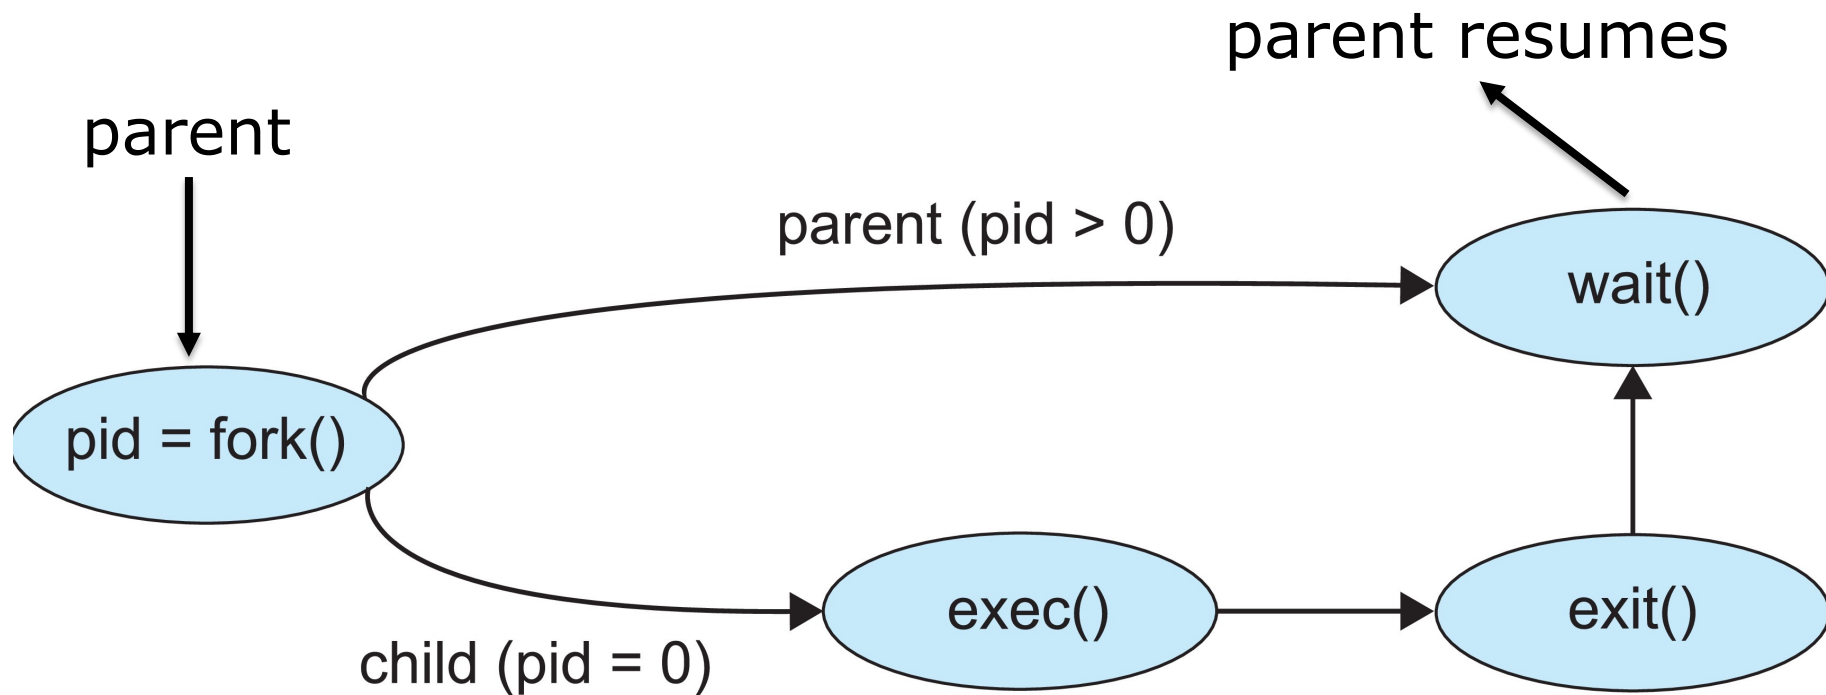 parent resumes
parent
parent (pid > 0)
wait()
pid = fork()
exec()
exit()
child (pid = 0)